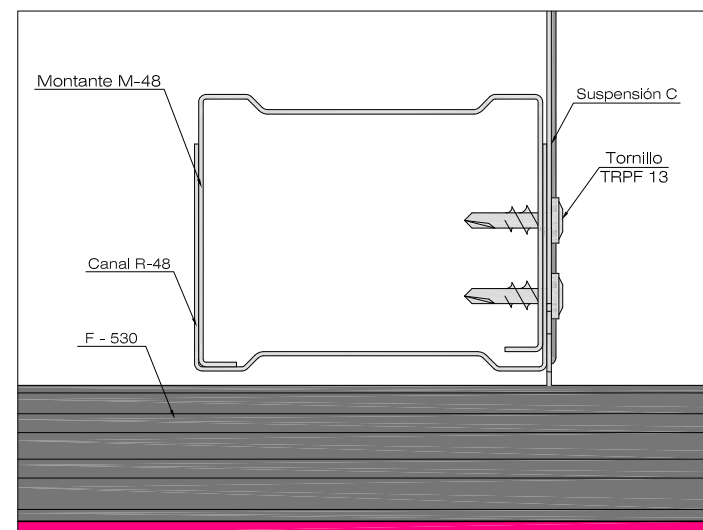 Montante M-48
Suspensión C
Tornillo
TRPF 13
Canal R-48
F - 530